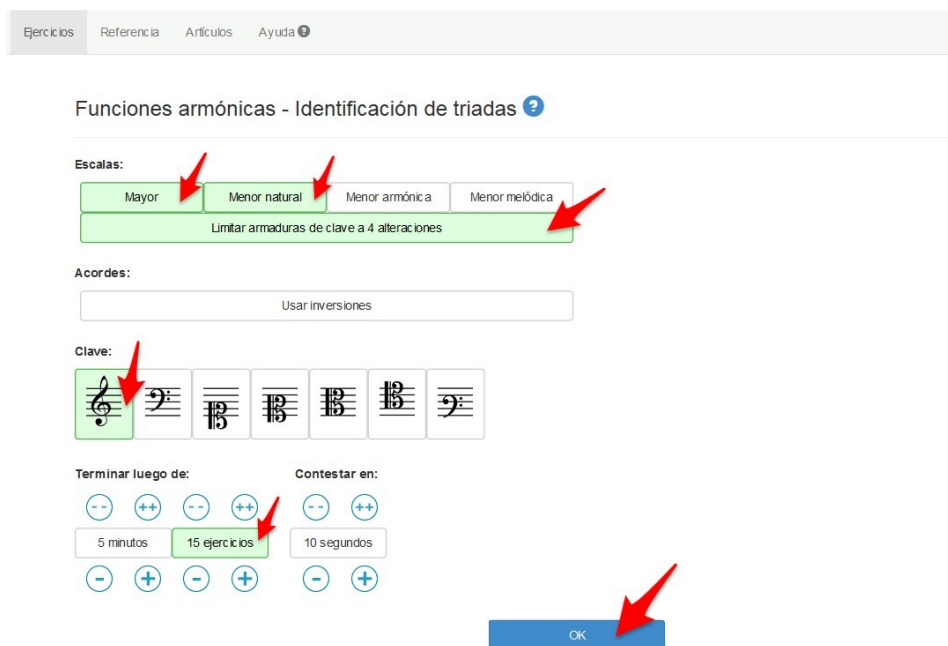 Ejercicios Referencia Artículos Ayuda
Funciones armónicas - Identificación de triadas
Escalas:
Mayor Menor natural Menor armónica Menor melódica
Limitar armaduras de clave a 4 alteraciones
Acordes:
Usar inversiones
Clave:
Terminar luego de: Contestar en:
-- ++ -- ++ -- ++
5 minutos 15 ejercicios 10 segundos
- + - + - +
OK